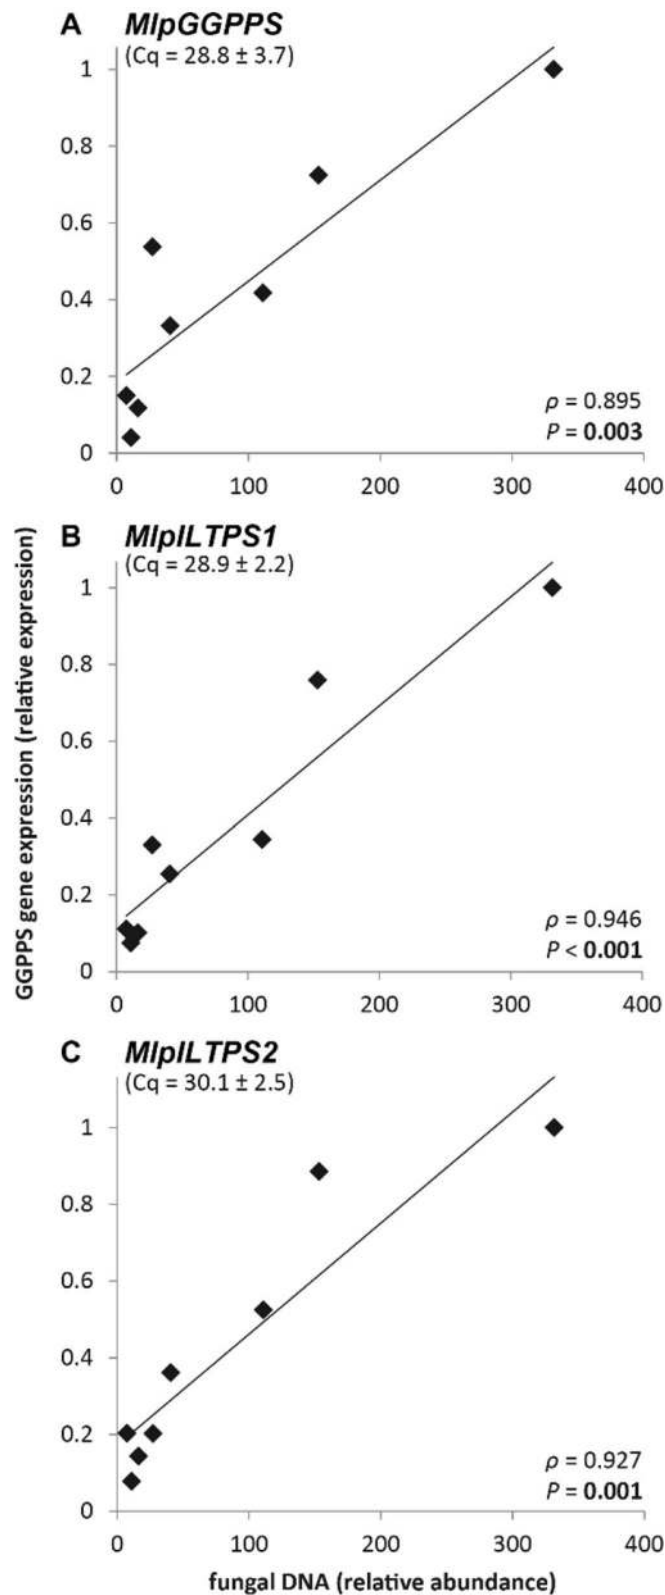 A MlpGGPPS
(Cq = 28.8 ± 3.7)
1
0.8
0.6
0.4
0.2
0
ρ = 0.895
P = 0.003
0 100 200 300 400
B MlpILTPS1
(Cq = 28.9 ± 2.2)
1
0.8
0.6
0.4
0.2
0
ρ = 0.946
P < 0.001
0 100 200 300 400
GGPPS gene expression (relative expression)
C MlpILTPS2
(Cq = 30.1 ± 2.5)
1
0.8
0.6
0.4
0.2
0
ρ = 0.927
P = 0.001
0 100 200 300 400
fungal DNA (relative abundance)